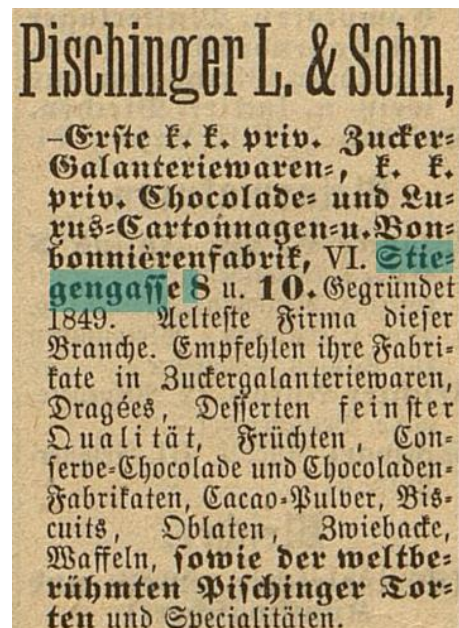 Pischinger L. & Sohn,
–Erſte k. k. priv. Zucker=
Galanteriewaren=, k. k.
priv. Chocolade= und Lu=
rus=Cartonnagen=u. Bon=
bonnièrenfabrik, VI. Stie=
gengaſſe 8 u. 10. Gegründet
1849. Aelteſte Firma dieſer
Branche. Empfehlen ihre Fabri=
kate in Zuckergalanteriewaren,
Dragées, Deſſerten feinſter
Qualität, Früchten, Con=
ſerve=Chocolade und Chocoladen=
Fabrikaten, Cacao=Pulver, Bis=
cuits, Oblaten, Zwiebacke,
Waffeln, ſowie der weltbe=
rühmten Piſchinger Tor=
ten und Specialitäten.